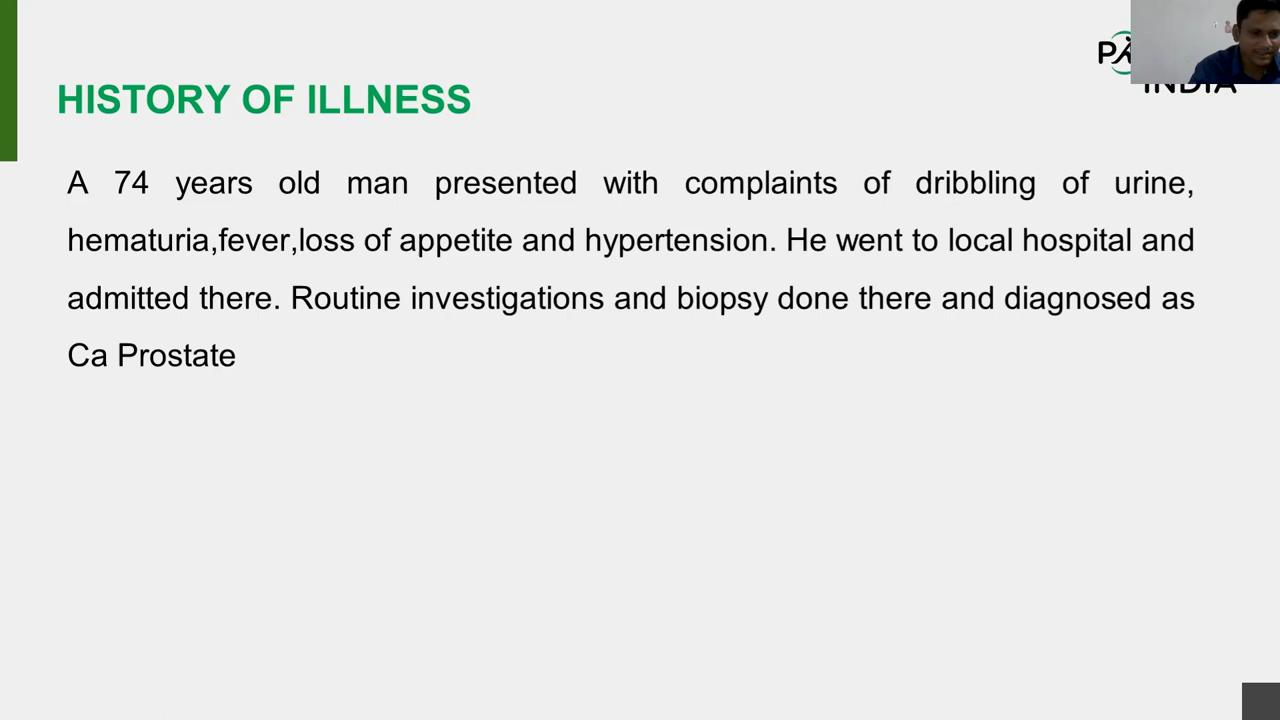 HISTORY OF ILLNESS
A 74 years old man presented with complaints of dribbling of urine,
hematuria,fever,loss of appetite and hypertension. He went to local hospital and
admitted there. Routine investigations and biopsy done there and diagnosed as
Ca Prostate
INDIA